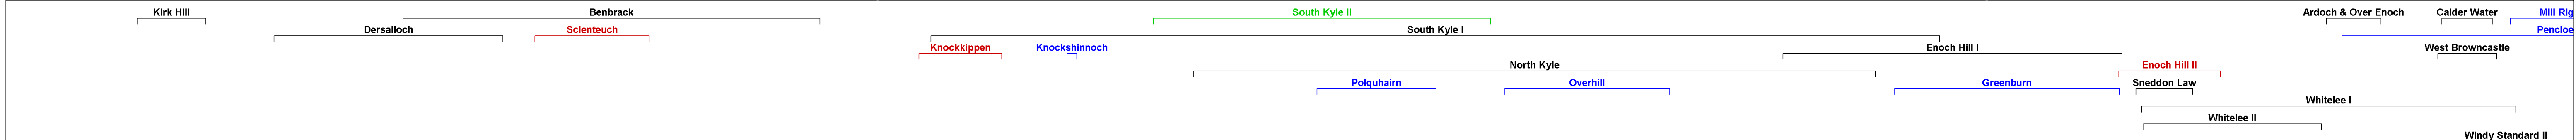 Kirk Hill Benbrack South Kyle II Ardoch & Over Enoch Calder Water Mill Rig
Dersalloch Sclenteuch South Kyle I Pencloe
Knockkippen Knockshinnoch Enoch Hill I West Browncastle
North Kyle Enoch Hill II
Polquhairn Overhill Greenburn Sneddon Law
Whitelee I
Whitelee II
Windy Standard II